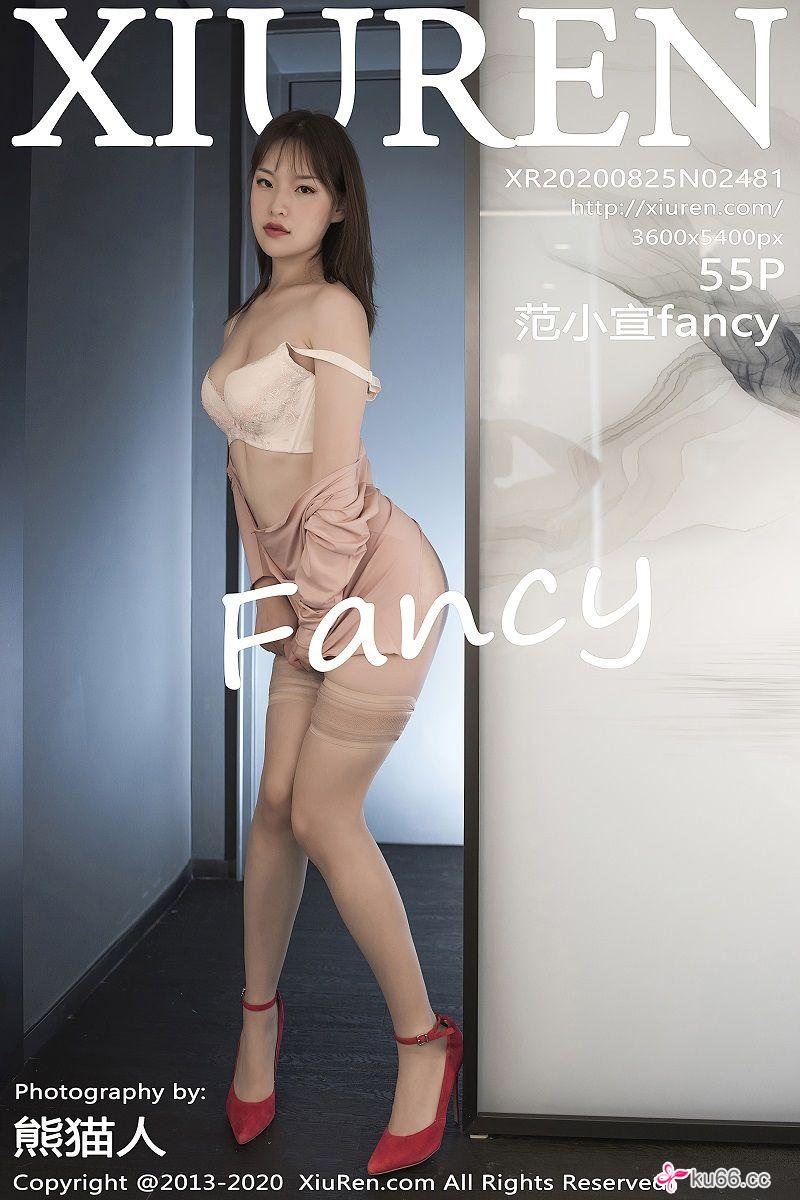 XIUREN
XR20200825N02481
http://xiuren.com/
3600x5400px
55P
范小宣fancy
Fancy
Photography by:
熊猫人
Copyright @2013-2020 XiuRen.com All Rights Reserved
ku66.cc